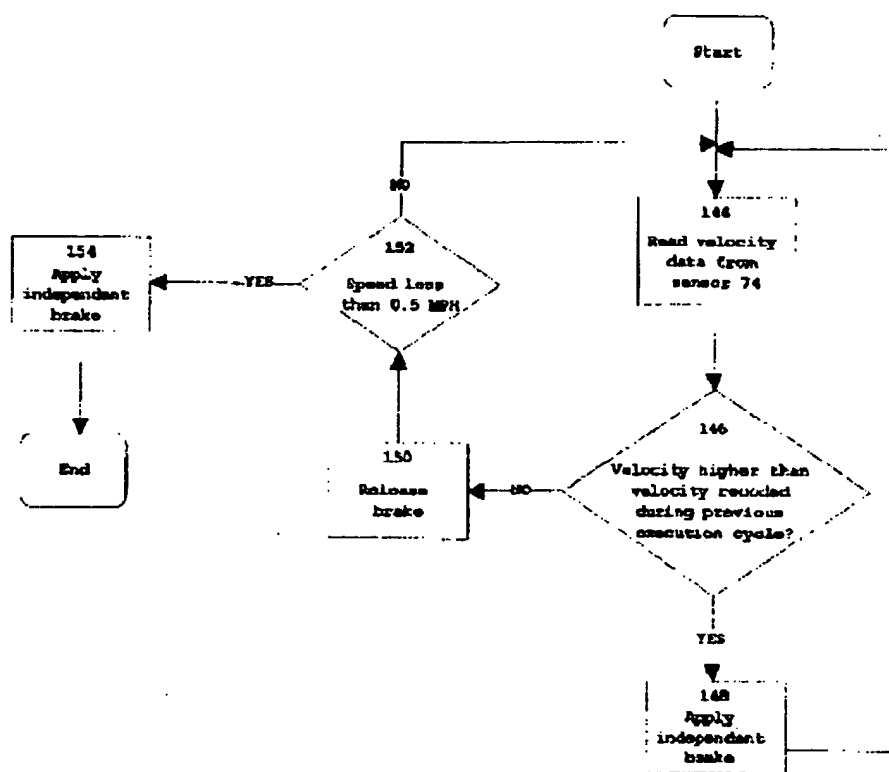 Start
NO
144
Read velocity
data from
sensor 74
152
Speed less
than 0.5 MPH
YES
154
Apply
independent
brake
End
146
Velocity higher than
velocity recoded
during previous
execution cycle?
NO
150
Release
brake
YES
148
Apply
independent
brake